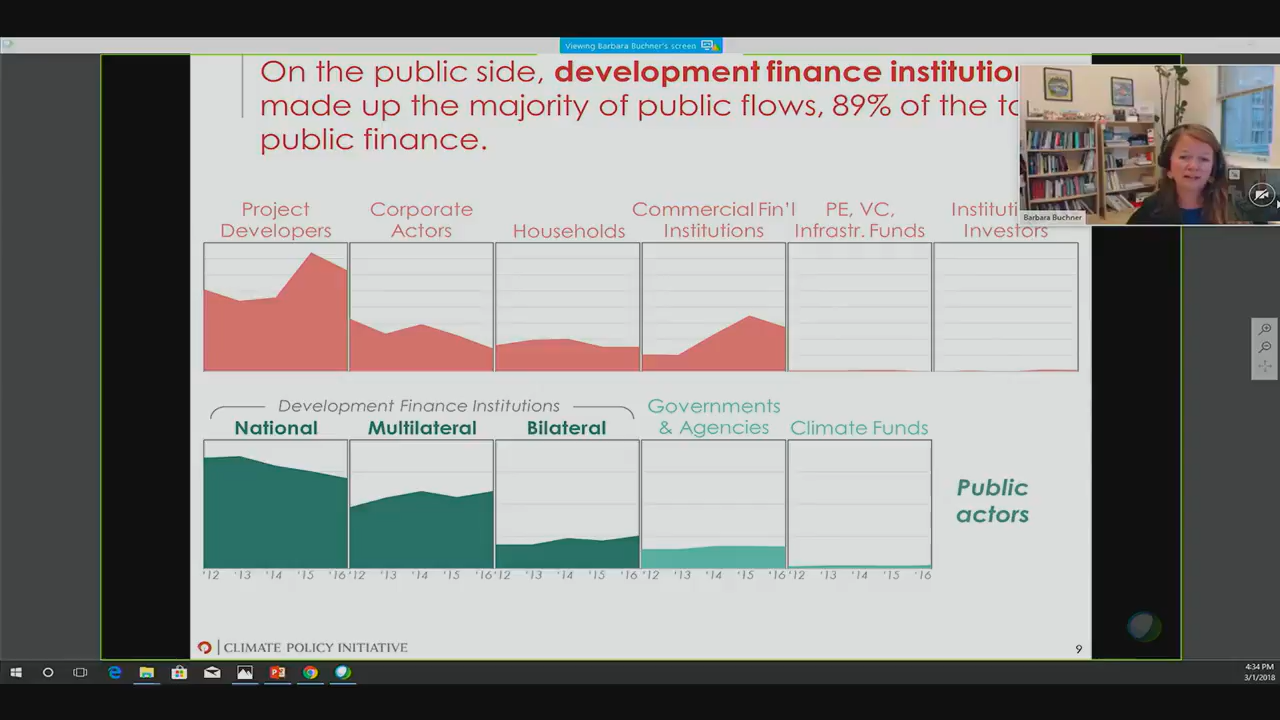 Viewing Barbara Buchner's screen
On the public side, development finance
made up the majority of public flows, 89% of the
public finance.
Barbara Buchner
Project
Developers
Corporate
Actors
Households
Commercial Fin'l
Institutions
PE, VC,
Infrastr. Funds
Investors
Development Finance Institutions
National
Multilateral
Bilateral
Governments
& Agencies
Climate Funds
Public
actors
'12 '13 '14 '15 '16
'12 '13 '14 '15 '16
'12 '13 '14 '15 '16
'12 '13 '14 '15 '16
'12 '13 '14 '15 '16
CLIMATE POLICY INITIATIVE
9
4:34 PM
3/1/2018